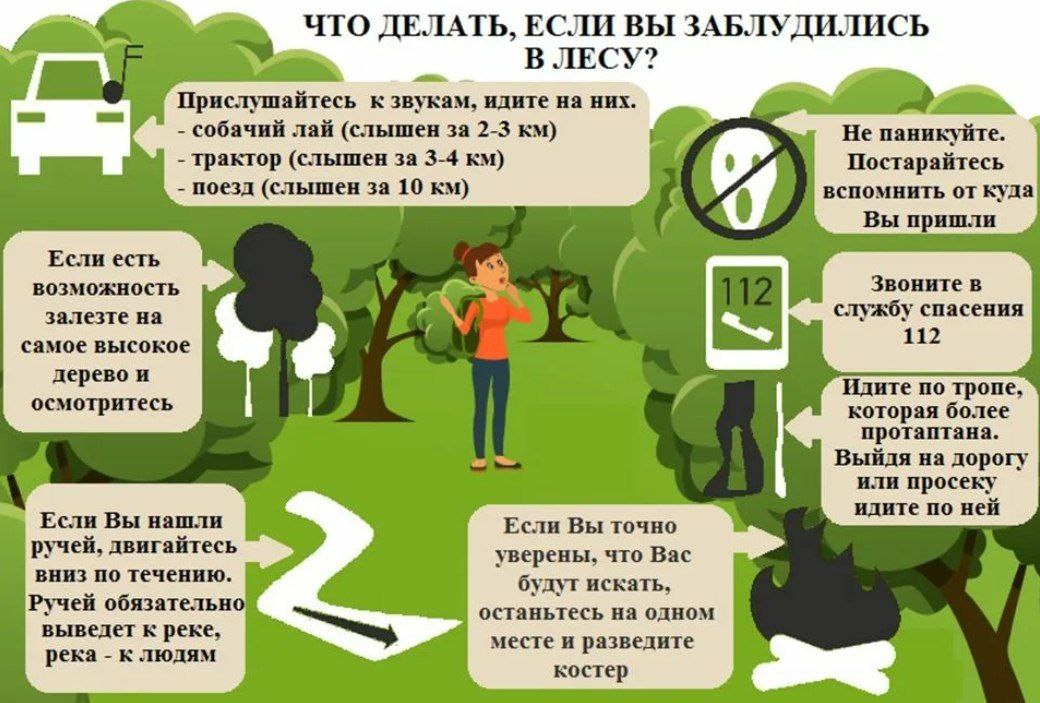 ЧТО ДЕЛАТЬ, ЕСЛИ ВЫ ЗАБЛУДИЛИСЬ
В ЛЕСУ?
Прислушайтесь к звукам, идите на них.
- собачий лай (слышен за 2-3 км)
- трактор (слышен за 3-4 км)
- поезд (слышен за 10 км)
Не паникуйте.
Постарайтесь
вспомнить от куда
Вы пришли
Если есть
возможность
залезте на
самое высокое
дерево и
осмотритесь
112
Звоните в
службу спасения
112
Идите по тропе,
которая более
протаптана.
Выйдя на дорогу
или просеку
идите по ней
Если Вы нашли
ручей, двигайтесь
вниз по течению.
Ручей обязательно
выведет к реке,
река - к людям
Если Вы точно
уверены, что Вас
будут искать,
останьтесь на одном
месте и разведите
костер